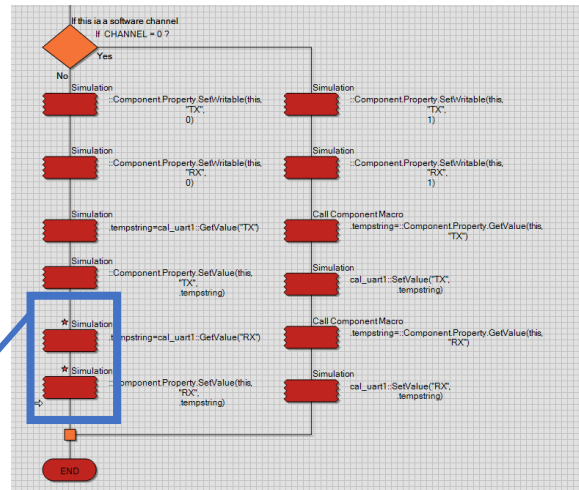 If this ia a software channel
If CHANNEL = 0 ?
Yes
No
Simulation
::Component.Property.SetWritable(this,
"TX",
0)
Simulation
::Component.Property.SetWritable(this,
"RX",
0)
Simulation
.tempstring=cal_uart1::GetValue("TX")
Simulation
::Component.Property.SetValue(this,
"TX",
.tempstring)
Simulation
.tempstring=cal_uart1::GetValue("RX")
Simulation
::Component.Property.SetValue(this,
"RX",
.tempstring)
Simulation
::Component.Property.SetWritable(this,
"TX",
1)
Simulation
::Component.Property.SetWritable(this,
"RX",
1)
Call Component Macro
.tempstring=::Component.Property.GetValue(this,
"TX")
Simulation
cal_uart1::SetValue("TX",
.tempstring)
Call Component Macro
.tempstring=::Component.Property.GetValue(this,
"RX")
Simulation
cal_uart1::SetValue("RX",
.tempstring)
END